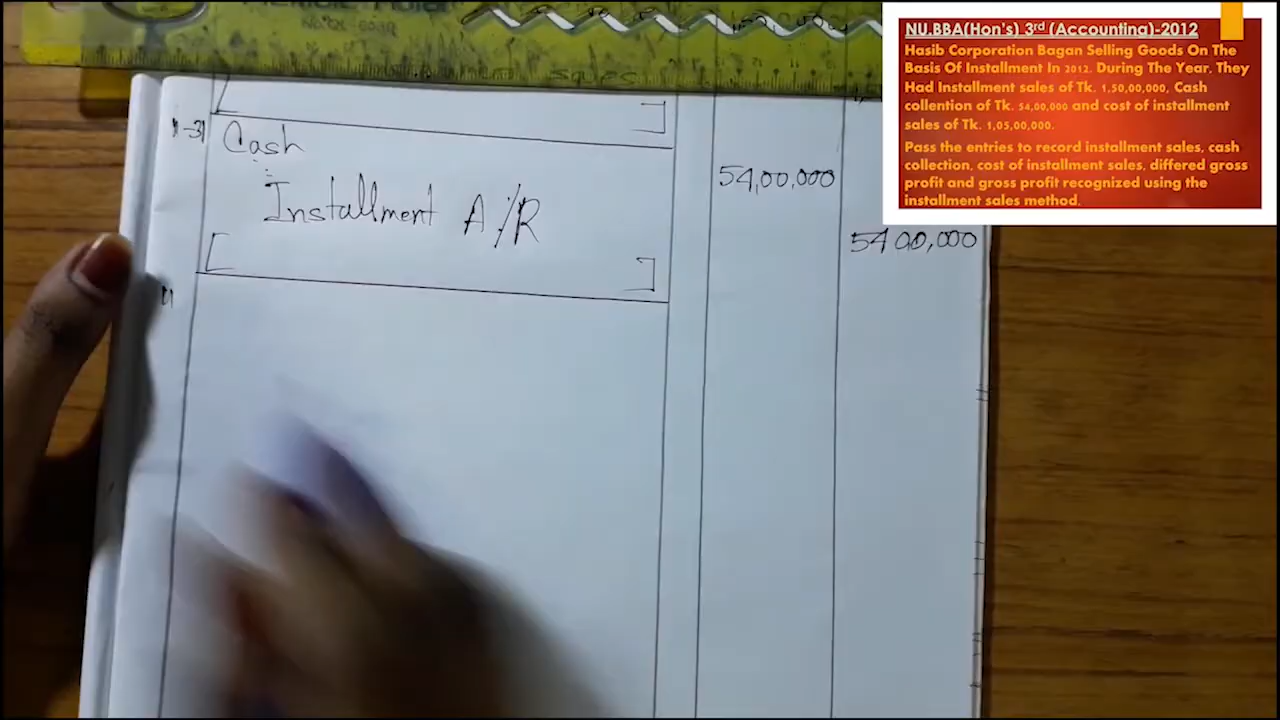 NU.BBA(Hon's) 3rd (Accounting)-2012
Hasib Corporation Bagan Selling Goods On The
Basis Of Installment In 2012. During The Year, They
Had Installment sales of Tk. 1,50,00,000, Cash
collention of Tk. 54,00,000 and cost of installment
sales of Tk. 1,05,00,000.
Pass the entries to record installment sales, cash
collection, cost of installment sales, differed gross
profit and gross profit recognized using the
installment sales method.
Cash
54,00,000
Installment A/R
5400,000